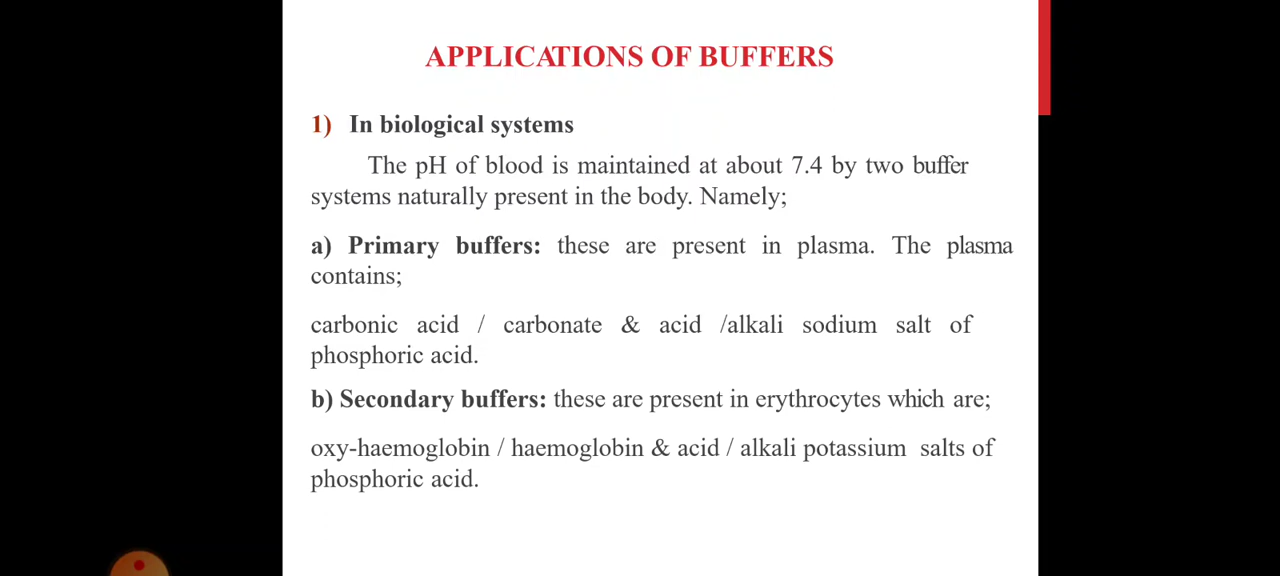 APPLICATIONS OF BUFFERS
1) In biological systems
The pH of blood is maintained at about 7.4 by two buffer
systems naturally present in the body. Namely;
a) Primary buffers: these are present in plasma. The plasma
contains;
carbonic acid / carbonate & acid /alkali sodium salt of
phosphoric acid.
b) Secondary buffers: these are present in erythrocytes which are;
oxy-haemoglobin / haemoglobin & acid / alkali potassium salts of
phosphoric acid.